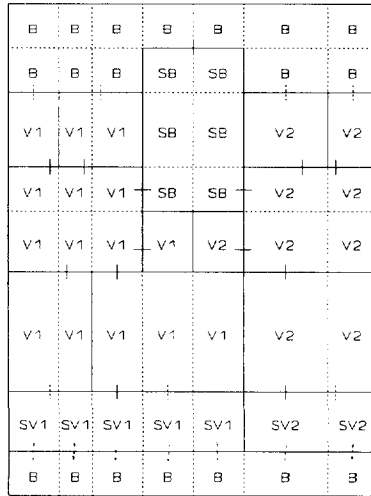 B B B B B B B
B B B SB SB B B
V1 V1 V1 SB SB V2 V2
V1 V1 V1 SB SB V2 V2
V1 V1 V1 V1 V2 V2 V2
V1 V1 V1 V1 V1 V2 V2
SV1 SV1 SV1 SV1 SV1 SV2 SV2
B B B B B B B